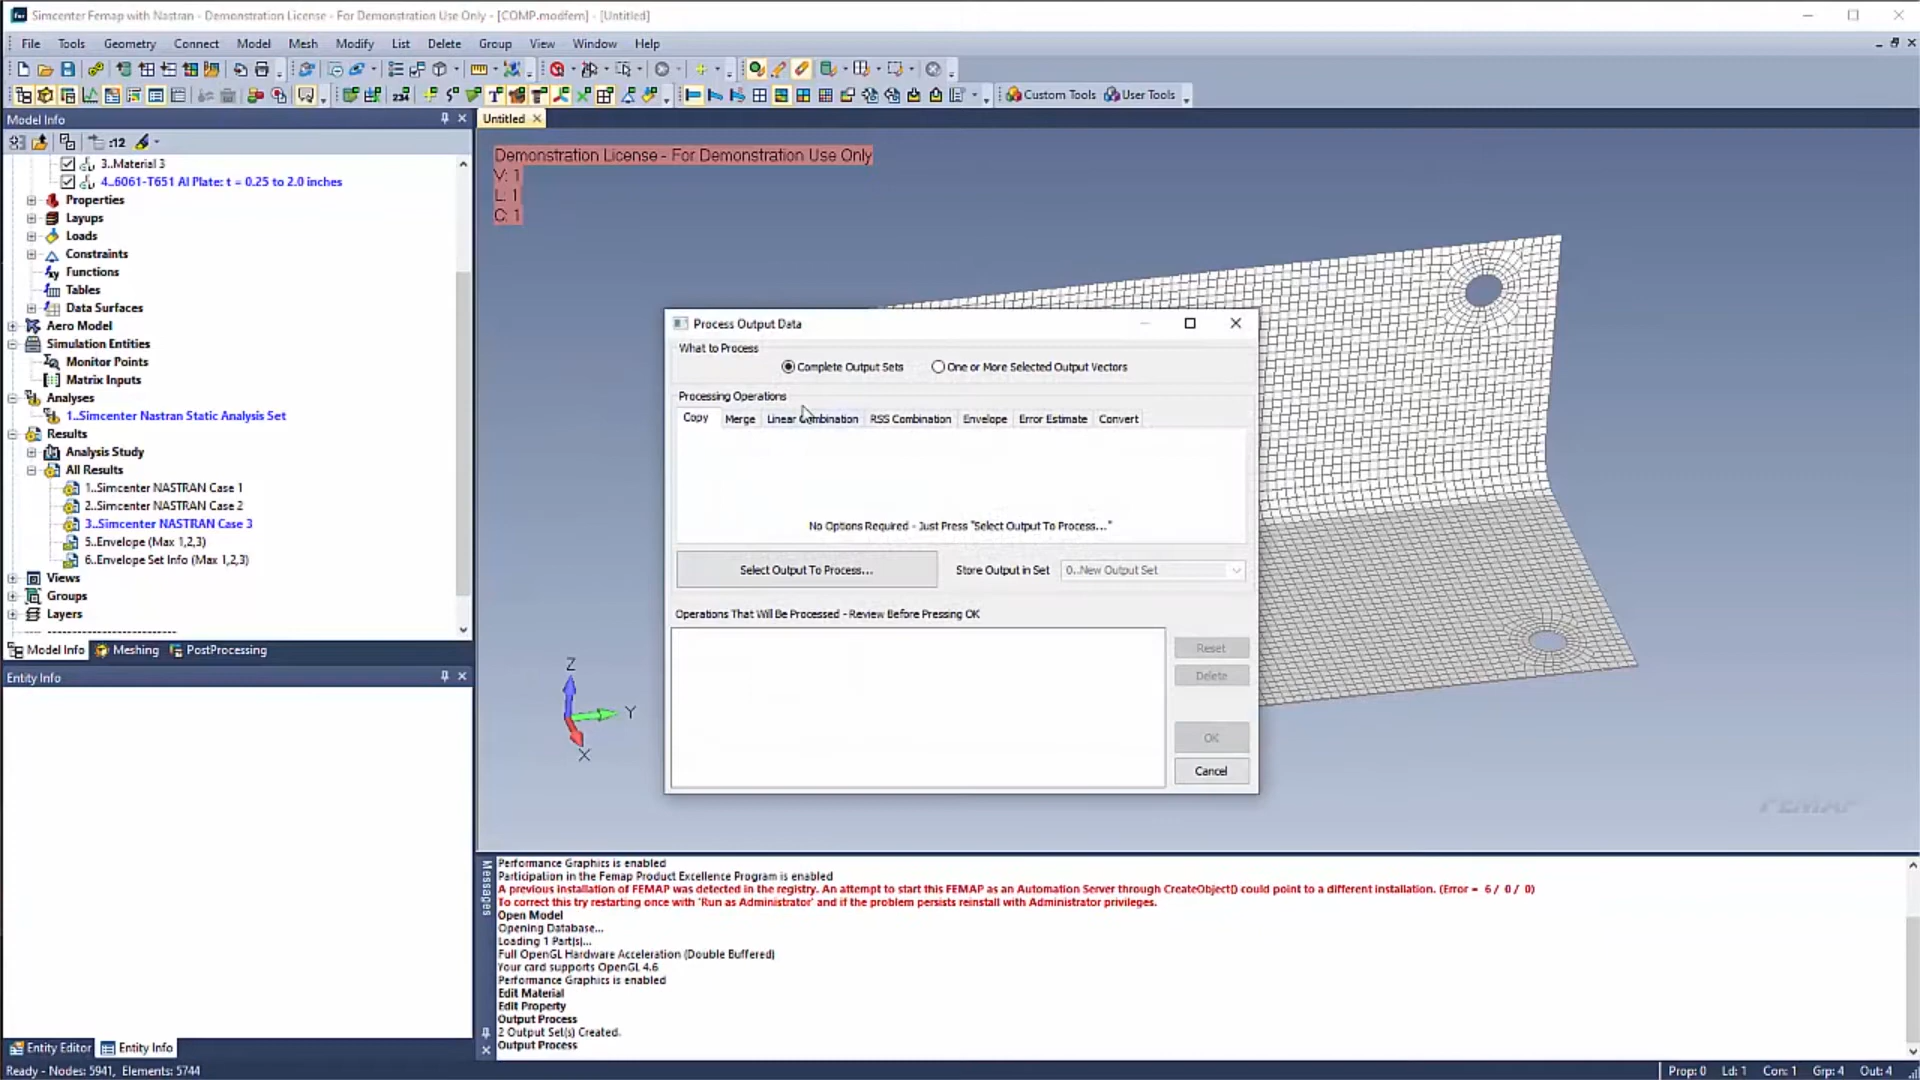 Simcenter Femap with Nastran - Demonstration License - For Demonstration Use Only - [COMP.modfem] - [Untitled]
File Tools Geometry Connect Model Mesh Modify List Delete Group View Window Help
234 T Custom Tools User Tools
Model Info
Untitled
:12
3..Material 3
4..6061-T651 Al Plate: t = 0.25 to 2.0 inches
Properties
Layups
Loads
Constraints
Functions
Tables
Data Surfaces
Aero Model
Simulation Entities
Monitor Points
Matrix Inputs
Analyses
1..Simcenter Nastran Static Analysis Set
Results
Analysis Study
All Results
1..Simcenter NASTRAN Case 1
2..Simcenter NASTRAN Case 2
3..Simcenter NASTRAN Case 3
5..Envelope (Max 1,2,3)
6..Envelope Set Info (Max 1,2,3)
Views
Groups
Layers
Model Info Meshing PostProcessing
Entity Info
Entity Editor Entity Info
Demonstration License - For Demonstration Use Only
V: 1
L: 1
C: 1
Z
Y
X
FEMAP
Process Output Data
What to Process
Complete Output Sets One or More Selected Output Vectors
Processing Operations
Copy Merge Linear Combination RSS Combination Envelope Error Estimate Convert
No Options Required - Just Press "Select Output To Process..."
Select Output To Process... Store Output in Set 0..New Output Set
Operations That Will Be Processed - Review Before Pressing OK
Reset
Delete
OK
Cancel
Messages
Performance Graphics is enabled
Participation in the Femap Product Excellence Program is enabled
A previous installation of FEMAP was detected in the registry. An attempt to start this FEMAP as an Automation Server through CreateObject() could point to a different installation. (Error = 6 / 0 / 0)
To correct this try restarting once with 'Run as Administrator' and if the problem persists reinstall with Administrator privileges.
Open Model
Opening Database...
Loading 1 Part(s)...
Full OpenGL Hardware Acceleration (Double Buffered)
Your card supports OpenGL 4.6
Performance Graphics is enabled
Edit Material
Edit Property
Output Process
2 Output Set(s) Created.
Output Process
Ready - Nodes: 5941, Elements: 5744 Prop: 0 Ld: 1 Con: 1 Grp: 4 Out: 4